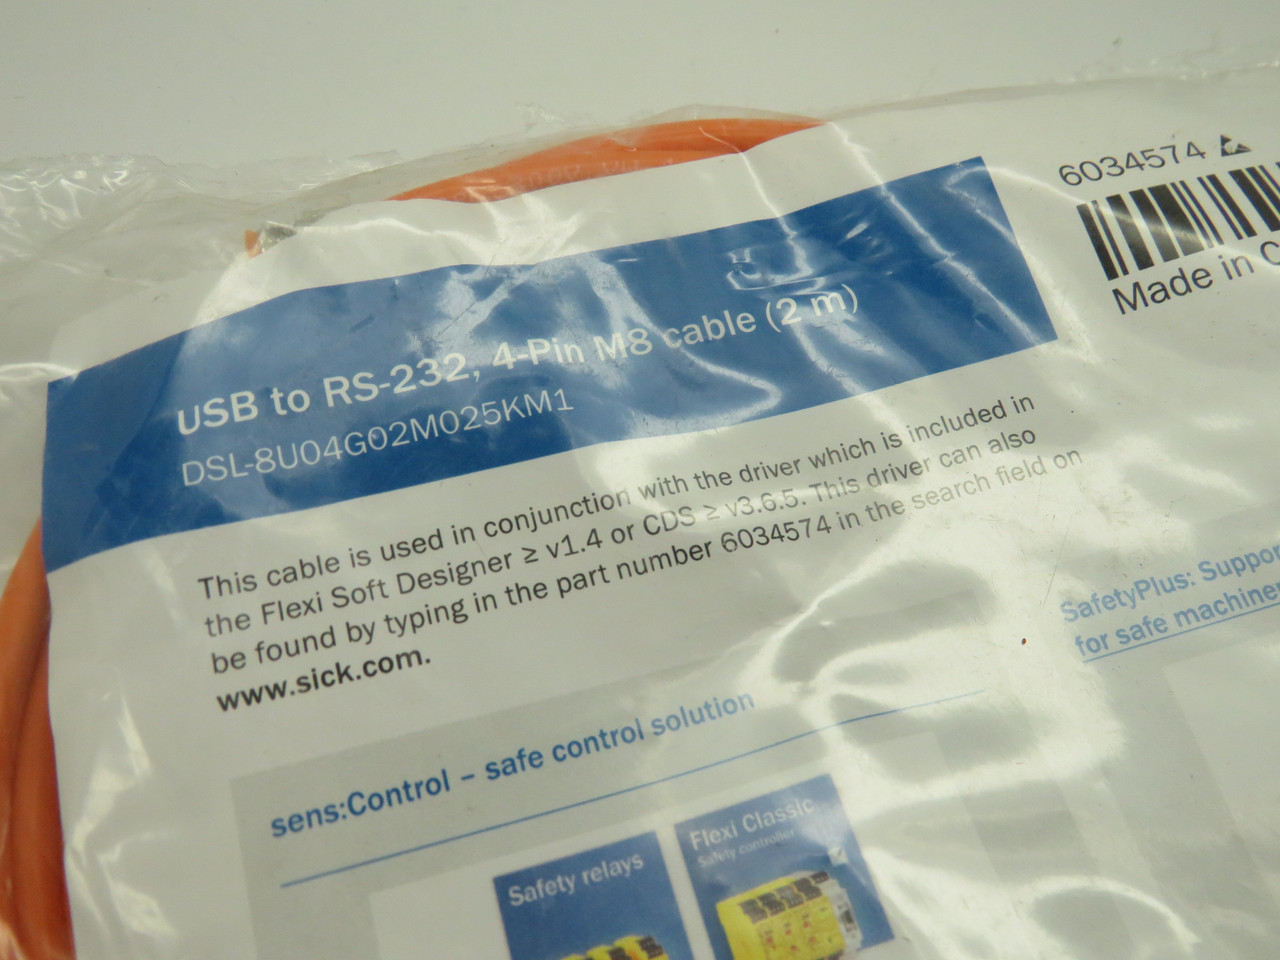 6034574
Made in
USB to RS-232, 4-Pin M8 cable (2 m)
DSL-8U04G02M025KM1
This cable is used in conjunction with the driver which is included in
the Flexi Soft Designer ≥ v1.4 or CDS ≥ v3.6.5. This driver can also
be found by typing in the part number 6034574 in the search field on
www.sick.com.
SafetyPlus: Suppor
for safe machine
sens:Control – safe control solution
Safety relays
Flexi Classic
Safety controller